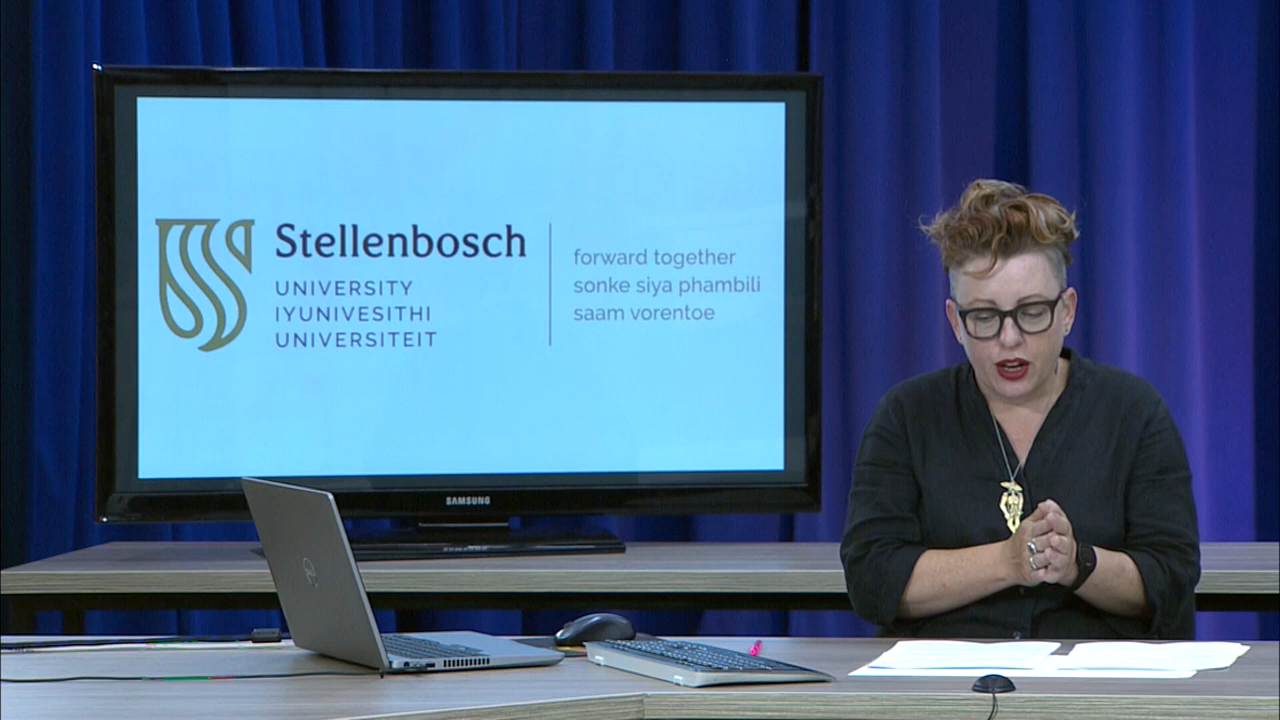 Stellenbosch
UNIVERSITY
IYUNIVESITHI
UNIVERSITEIT
forward together
sonke siya phambili
saam vorentoe
SAMSUNG